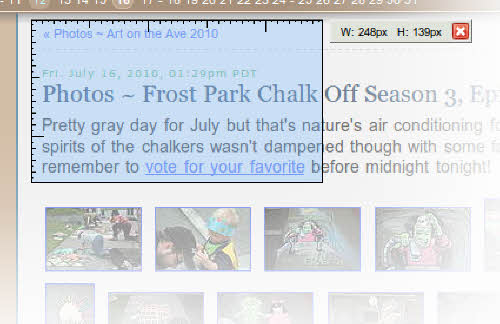 11 12 13 14 15 16 17 - 18 19 20 21 22 23 24 - 25 26 27 28 29 30 31
« Photos ~ Art on the Ave 2010
W: 248px H: 139px
Fri. July 16, 2010, 01:29pm PDT
Photos ~ Frost Park Chalk Off Season 3, Ep
Pretty gray day for July but that's nature's air conditioning fo
spirits of the chalkers wasn't dampened though with some f
remember to vote for your favorite before midnight tonight!